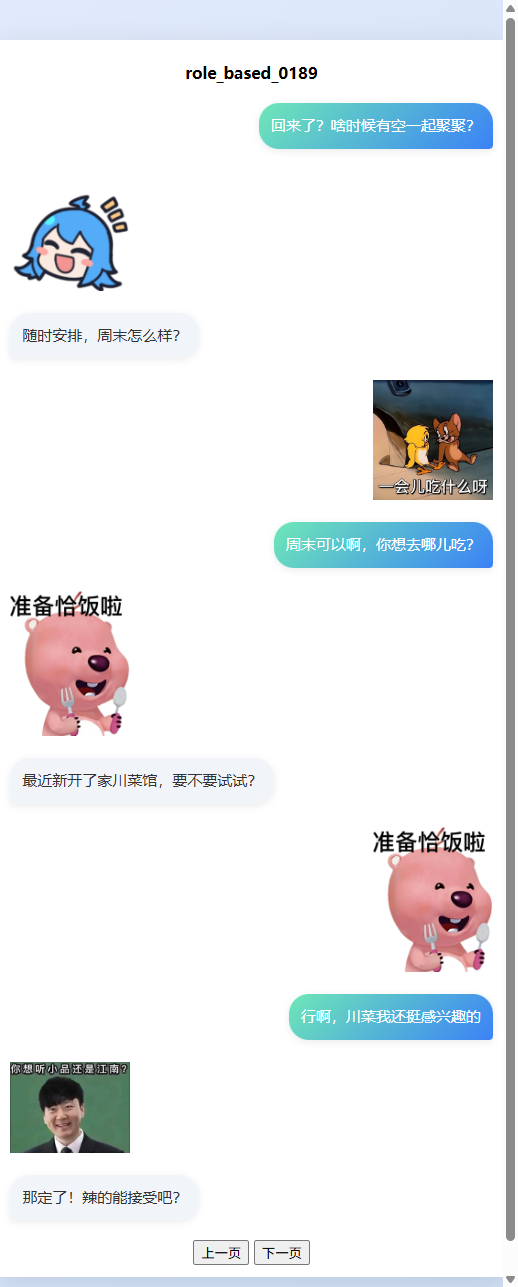 role_based_0189
回来了？啥时候有空一起聚聚？
随时安排，周末怎么样？
一会儿吃什么呀
周末可以啊，你想去哪儿吃？
准备恰饭啦
最近新开了家川菜馆，要不要试试？
准备恰饭啦
行啊，川菜我还挺感兴趣的
你想听小品还是江南？
那定了！辣的能接受吧？
上一页 下一页